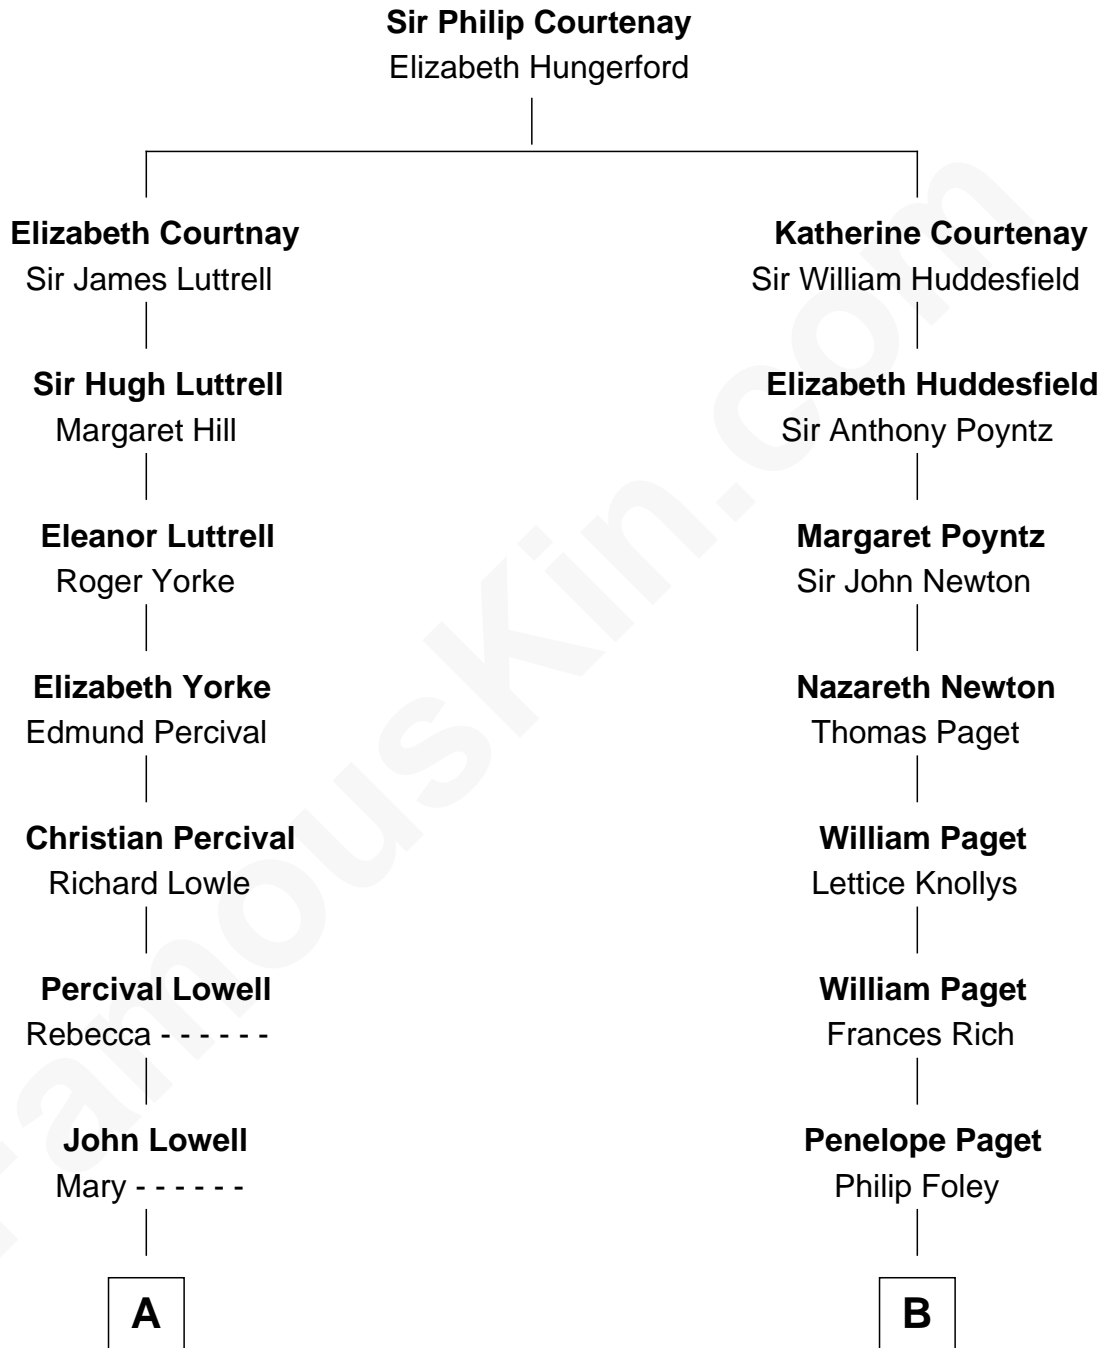 Sir Philip Courtenay
Elizabeth Hungerford
Elizabeth Courtnay
Sir James Luttrell
Katherine Courtenay
Sir William Huddesfield
Sir Hugh Luttrell
Margaret Hill
Elizabeth Huddesfield
Sir Anthony Poyntz
Eleanor Luttrell
Roger Yorke
Margaret Poyntz
Sir John Newton
Elizabeth Yorke
Edmund Percival
Nazareth Newton
Thomas Paget
Christian Percival
Richard Lowle
William Paget
Lettice Knollys
Percival Lowell
Rebecca - - - - - -
William Paget
Frances Rich
John Lowell
Mary - - - - - -
Penelope Paget
Philip Foley
A
B
FamousKin.com